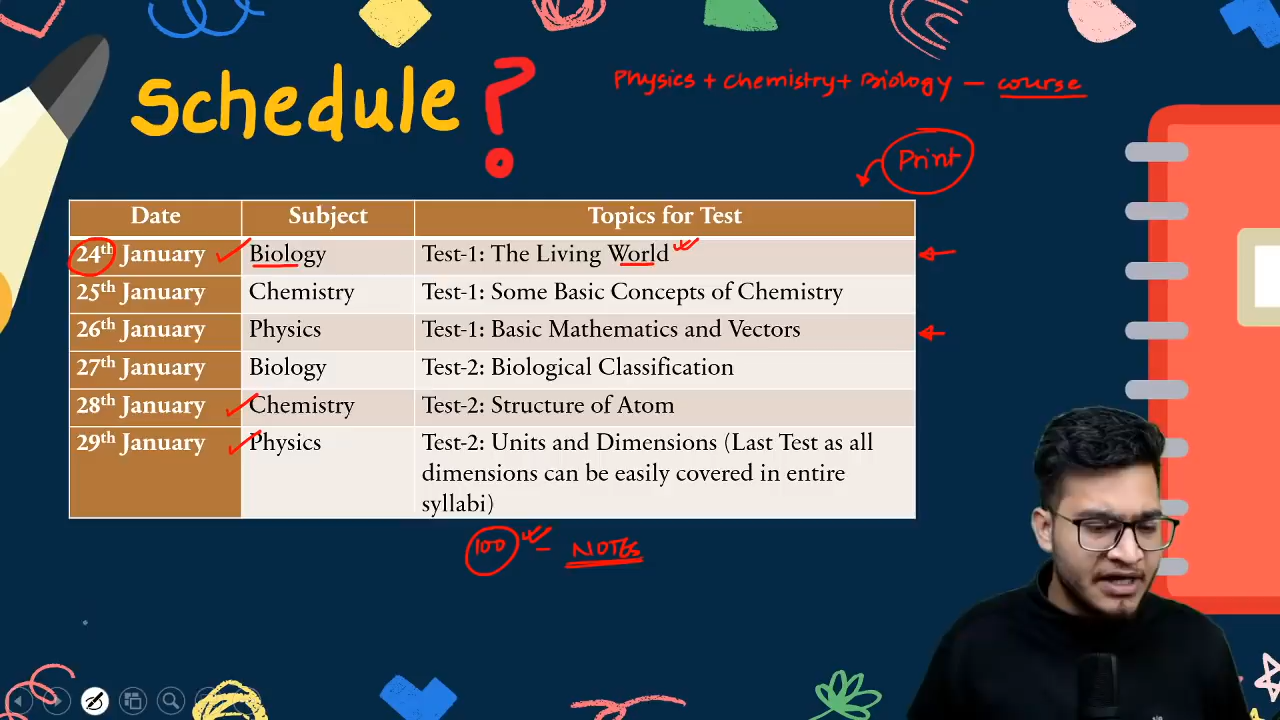 Schedule?
Physics + Chemistry + Biology - course
Print
Date Subject Topics for Test
24th January Biology Test-1: The Living World
25th January Chemistry Test-1: Some Basic Concepts of Chemistry
26th January Physics Test-1: Basic Mathematics and Vectors
27th January Biology Test-2: Biological Classification
28th January Chemistry Test-2: Structure of Atom
29th January Physics Test-2: Units and Dimensions (Last Test as all
dimensions can be easily covered in entire
syllabi)
100 - NOTES